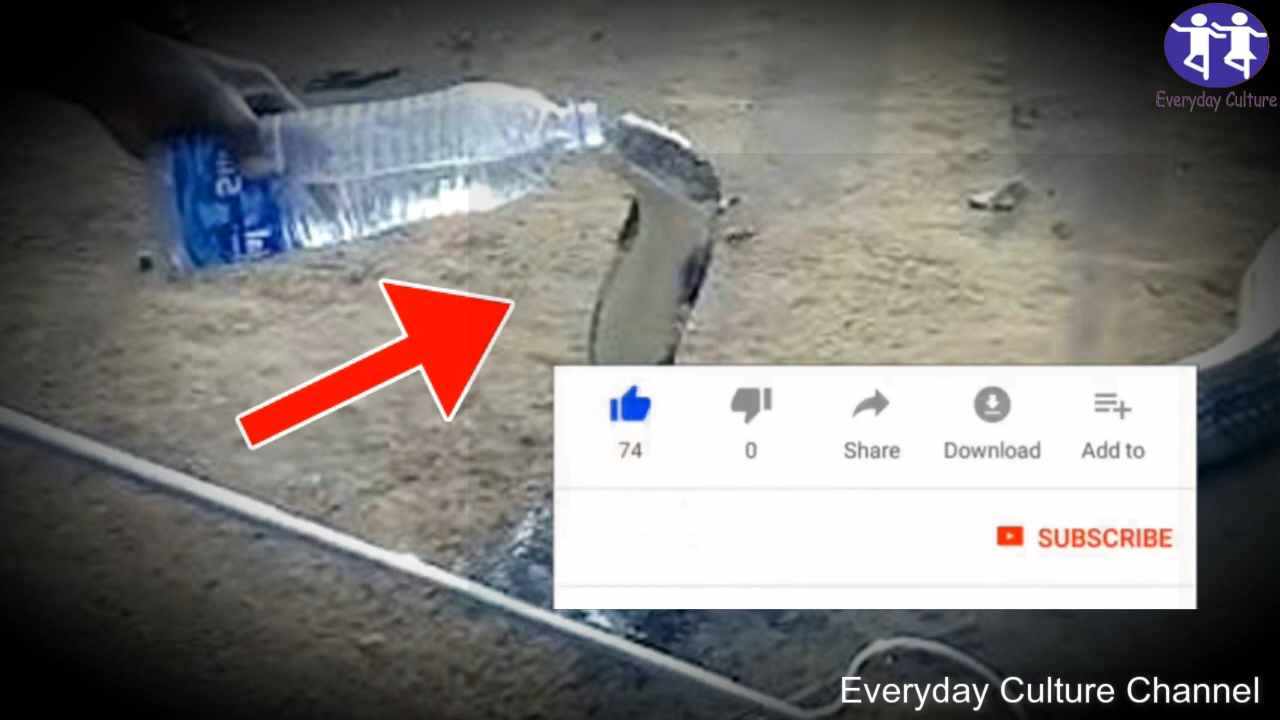 Everyday Culture
74
0
Share
Download
Add to
SUBSCRIBE
Everyday Culture Channel